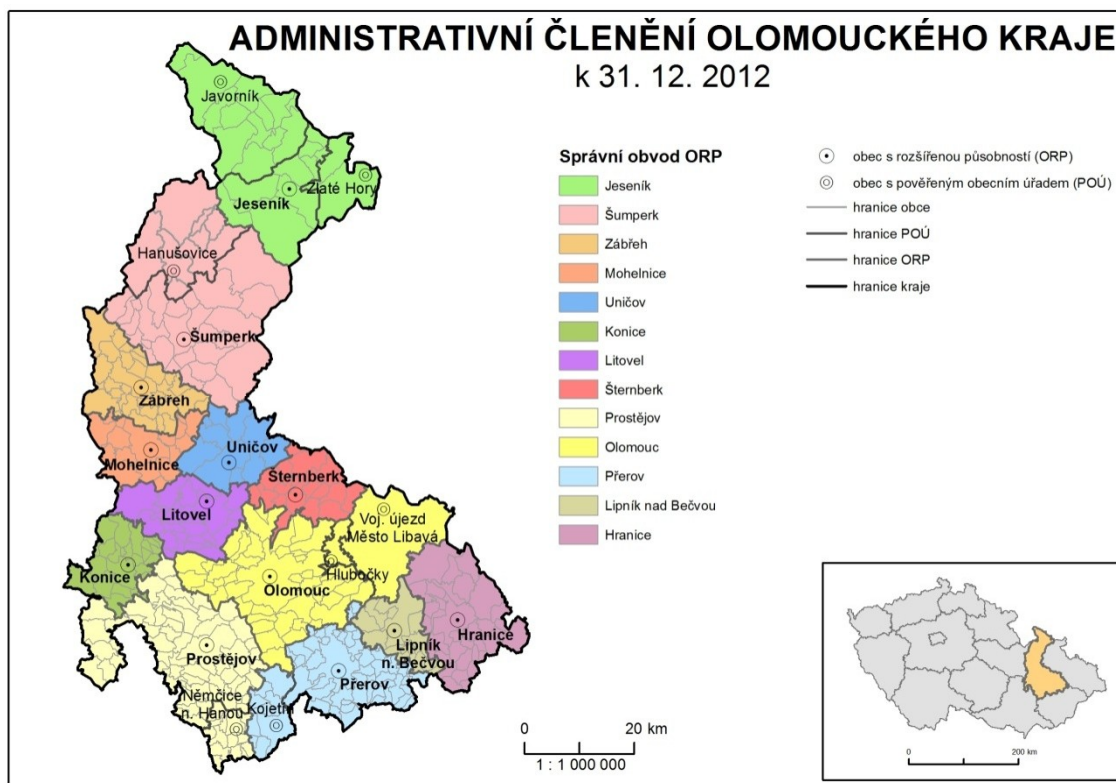 ADMINISTRATIVNÍ ČLENĚNÍ OLOMOUCKÉHO KRAJE
k 31. 12. 2012
Javorník
Zlaté Hory
Jeseník
Hanušovice
Šumperk
Zábřeh
Uničov
Mohelnice
Šternberk
Litovel
Voj. újezd
Město Libavá
Hlubočky
Konice
Olomouc
Hranice
Lipník
n. Bečvou
Prostějov
Přerov
Němčice
n. Hanou
Kojetín
Správní obvod ORP
Jeseník
Šumperk
Zábřeh
Mohelnice
Uničov
Konice
Litovel
Šternberk
Prostějov
Olomouc
Přerov
Lipník nad Bečvou
Hranice
obec s rozšířenou působností (ORP)
obec s pověřeným obecním úřadem (POÚ)
hranice obce
hranice POÚ
hranice ORP
hranice kraje
0 20 km
1 : 1 000 000
0 200 km